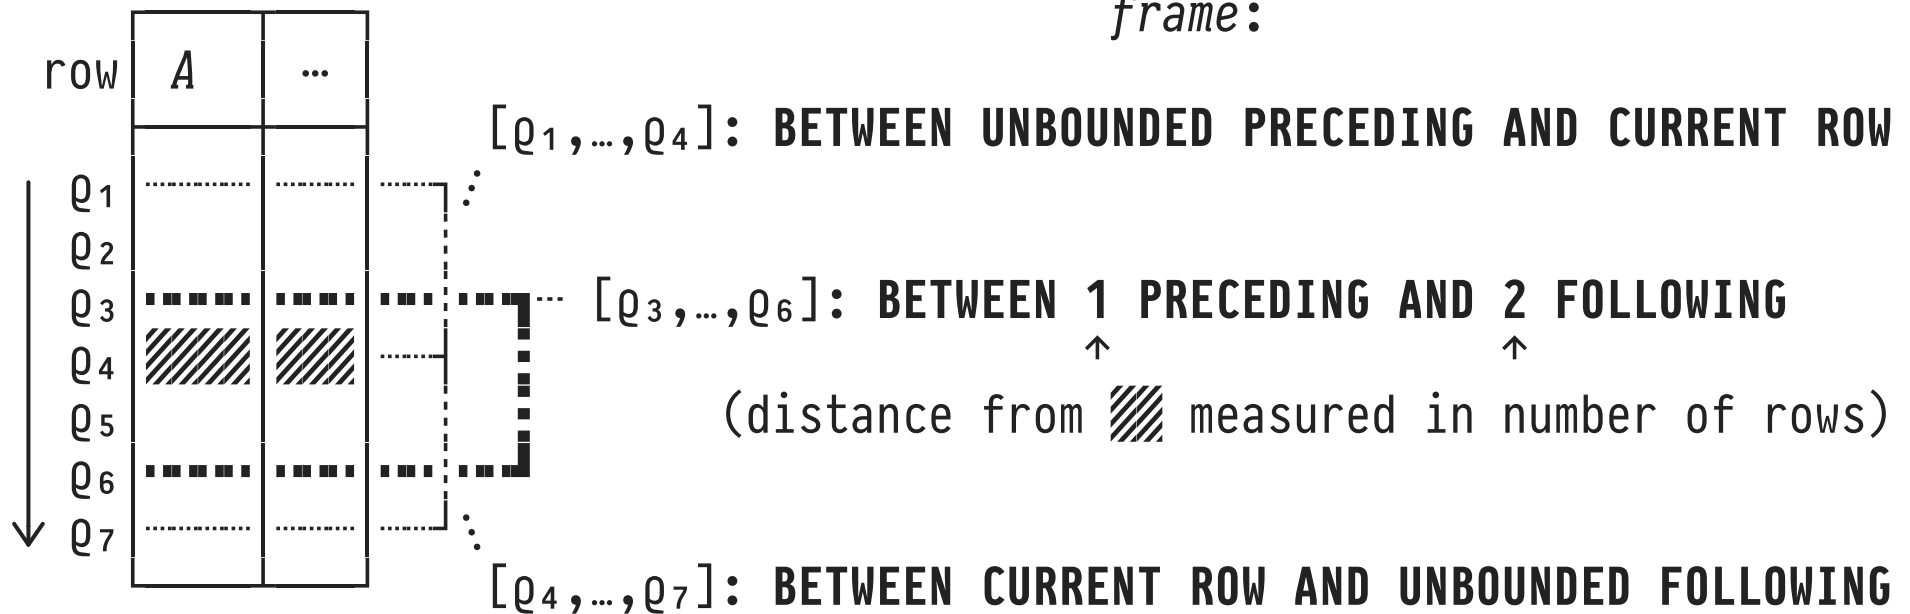 frame:
row A …
[ϱ₁,…,ϱ₄]: BETWEEN UNBOUNDED PRECEDING AND CURRENT ROW
ϱ₁
ϱ₂
ϱ₃ [ϱ₃,…,ϱ₆]: BETWEEN 1 PRECEDING AND 2 FOLLOWING
ϱ₄ ↑ ↑
ϱ₅ (distance from ▨ measured in number of rows)
ϱ₆
ϱ₇
[ϱ₄,…,ϱ₇]: BETWEEN CURRENT ROW AND UNBOUNDED FOLLOWING